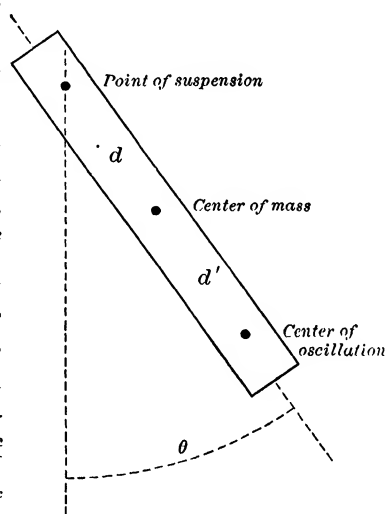 Point of suspension
d
Center of mass
d'
Center of
oscillation
θ